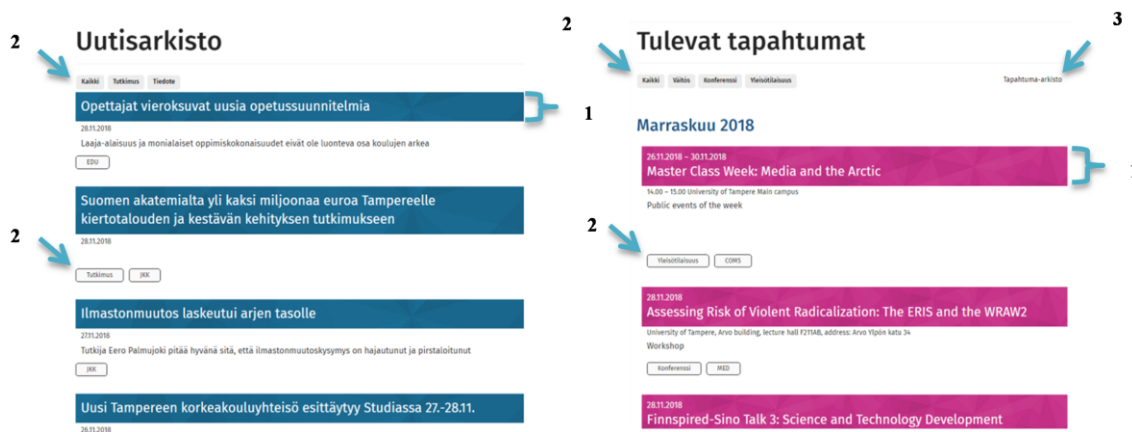 2
Uutisarkisto
Kaikki Tutkimus Tiedote
Opettajat vieroksuvat uusia opetussuunnitelmia
28.11.2018
Laaja-alaisuus ja monialaiset oppimiskokonaisuudet eivät ole luonteva osa koulujen arkea
EDU
Suomen akatemialta yli kaksi miljoonaa euroa Tampereelle
kiertotalouden ja kestävän kehityksen tutkimukseen
28.11.2018
2
Tutkimus JKK
Ilmastonmuutos laskeutui arjen tasolle
27.11.2018
Tutkija Eero Palmujoki pitää hyvänä sitä, että ilmastonmuutoskysymys on hajautunut ja pirstaloitunut
JKK
Uusi Tampereen korkeakouluyhteisö esittäytyy Studiassa 27.-28.11.
26.11.2018
1
2
Tulevat tapahtumat
3
Kaikki Väitös Konferenssi Yleisötilaisuus
Tapahtuma-arkisto
Marraskuu 2018
26.11.2018 – 30.11.2018
Master Class Week: Media and the Arctic
14.00 – 15.00 University of Tampere Main campus
Public events of the week
2
Yleisötilaisuus COMS
28.11.2018
Assessing Risk of Violent Radicalization: The ERIS and the WRAW2
University of Tampere, Arvo building, lecture hall F211AB, address: Arvo Ylpön katu 34
Workshop
Konferenssi MED
28.11.2018
Finnspired-Sino Talk 3: Science and Technology Development